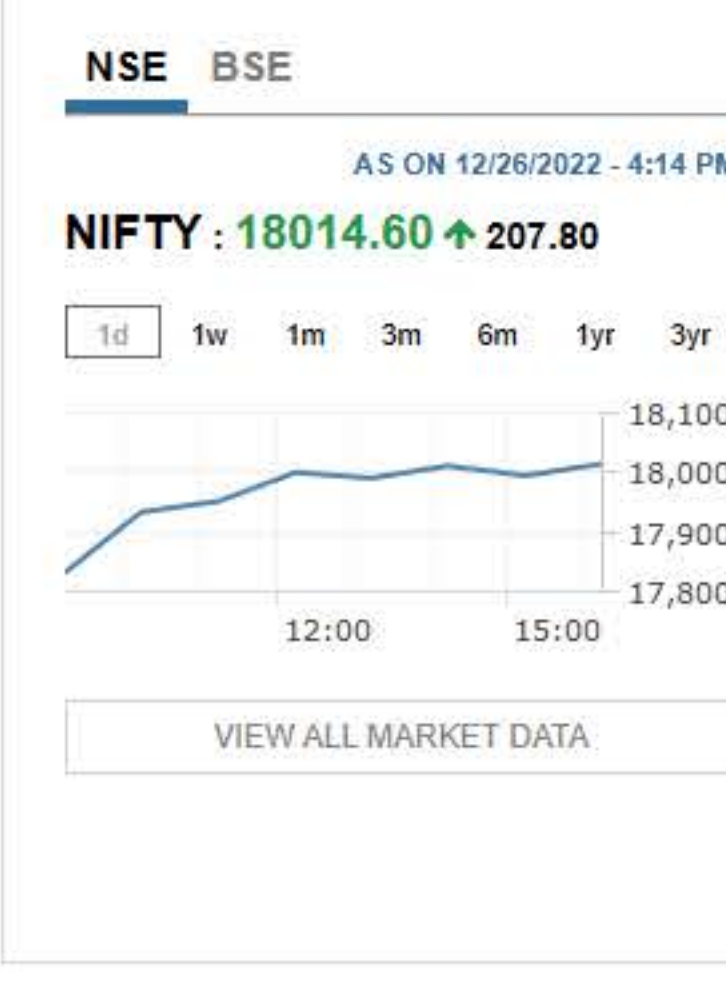 NSE BSE
AS ON 12/26/2022 - 4:14 PM
NIFTY : 18014.60 207.80
1d 1w 1m 3m 6m 1yr 3yr
18,100
18,000
17,900
17,800
12:00 15:00
VIEW ALL MARKET DATA